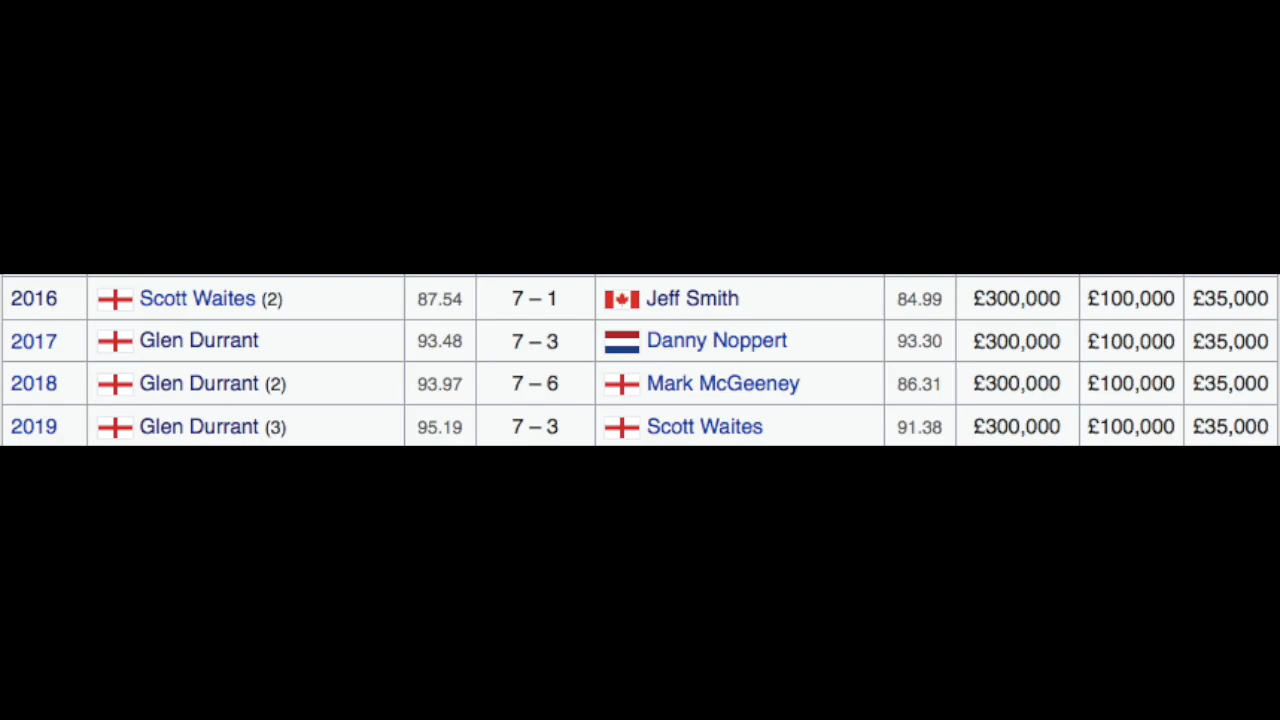 2016 Scott Waites (2) 87.54 7 – 1 Jeff Smith 84.99 £300,000 £100,000 £35,000
2017 Glen Durrant 93.48 7 – 3 Danny Noppert 93.30 £300,000 £100,000 £35,000
2018 Glen Durrant (2) 93.97 7 – 6 Mark McGeeney 86.31 £300,000 £100,000 £35,000
2019 Glen Durrant (3) 95.19 7 – 3 Scott Waites 91.38 £300,000 £100,000 £35,000